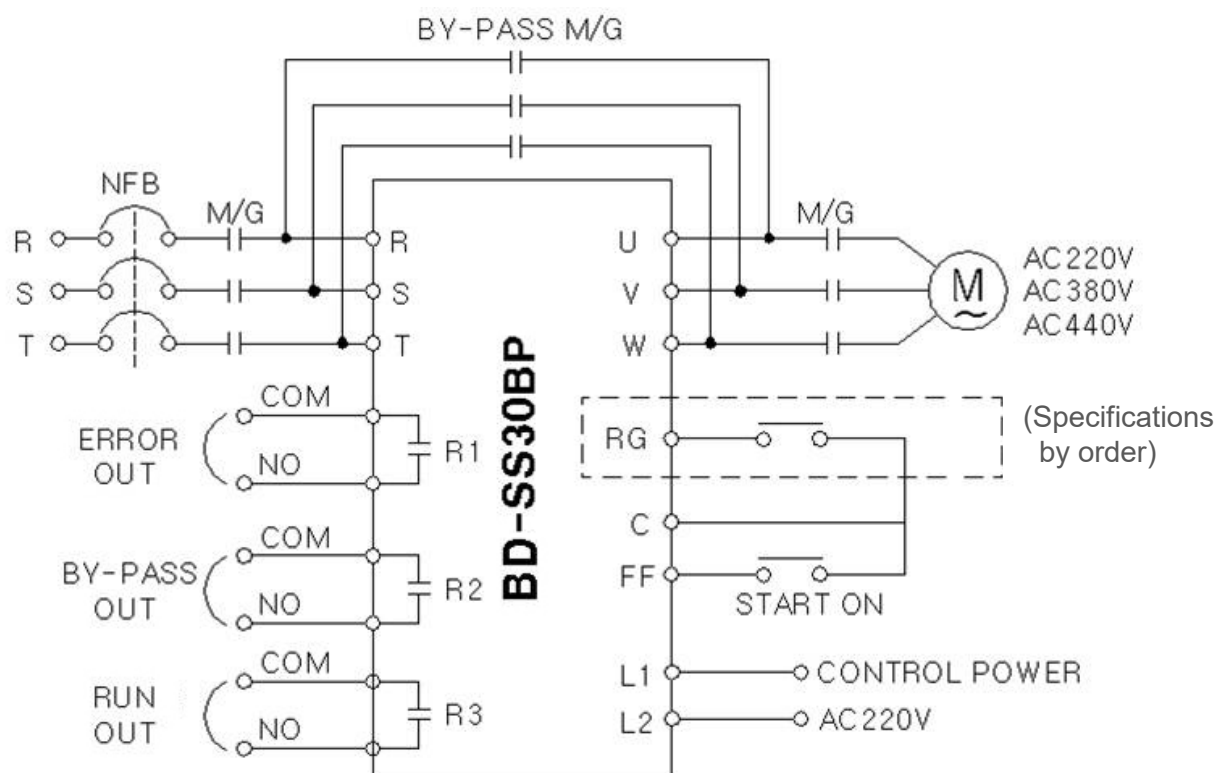 BY-PASS M/G
NFB
M/G
M/G
R
R
U
S
S
V
T
T
W
M
AC220V
AC380V
AC440V
BD-SS30BP
ERROR
OUT
COM
NO
R1
BY-PASS
OUT
COM
NO
R2
RUN
OUT
COM
NO
R3
RG
(Specifications
by order)
C
FF
START ON
L1
CONTROL POWER
L2
AC220V